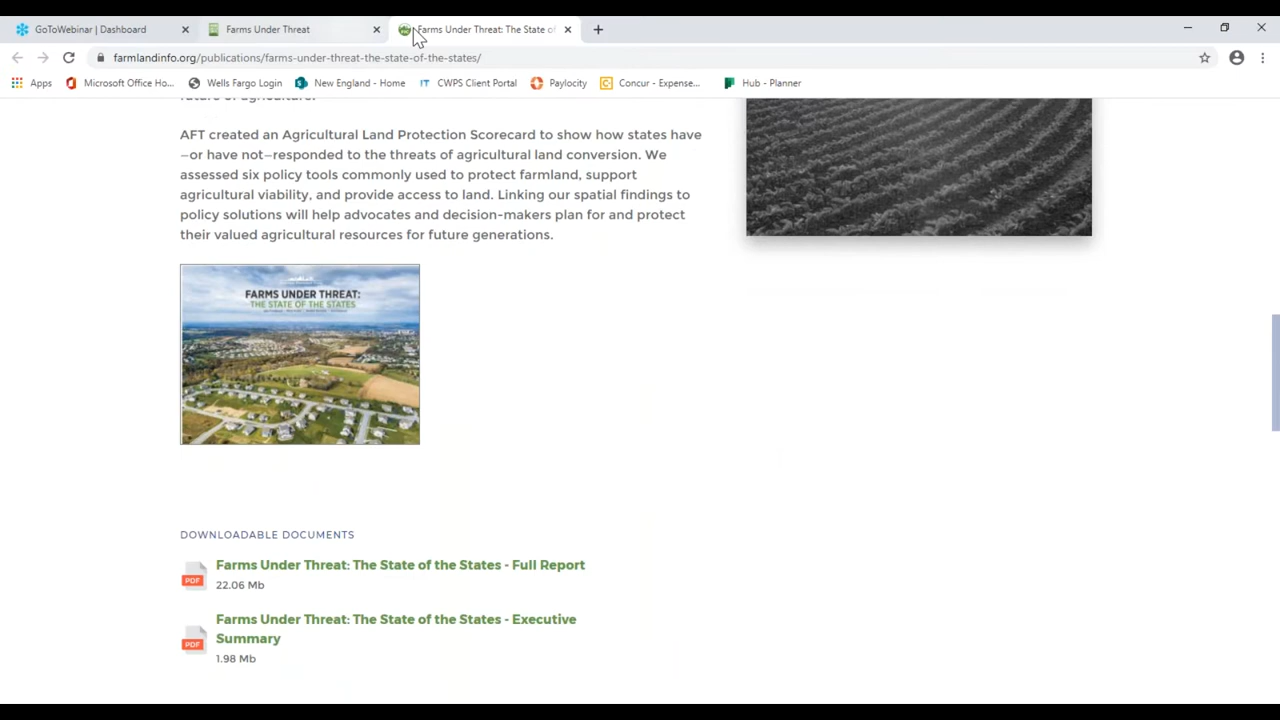 GoToWebinar | Dashboard
Farms Under Threat
Farms Under Threat: The State of
farmlandinfo.org/publications/farms-under-threat-the-state-of-the-states/
Apps
Microsoft Office Ho...
Wells Fargo Login
New England - Home
IT
CWPS Client Portal
Paylocity
Concur - Expense...
Hub - Planner
future of agriculture.
AFT created an Agricultural Land Protection Scorecard to show how states have
—or have not—responded to the threats of agricultural land conversion. We
assessed six policy tools commonly used to protect farmland, support
agricultural viability, and provide access to land. Linking our spatial findings to
policy solutions will help advocates and decision-makers plan for and protect
their valued agricultural resources for future generations.
FARMS UNDER THREAT:
THE STATE OF THE STATES
DOWNLOADABLE DOCUMENTS
PDF
Farms Under Threat: The State of the States - Full Report
22.06 Mb
PDF
Farms Under Threat: The State of the States - Executive
Summary
1.98 Mb